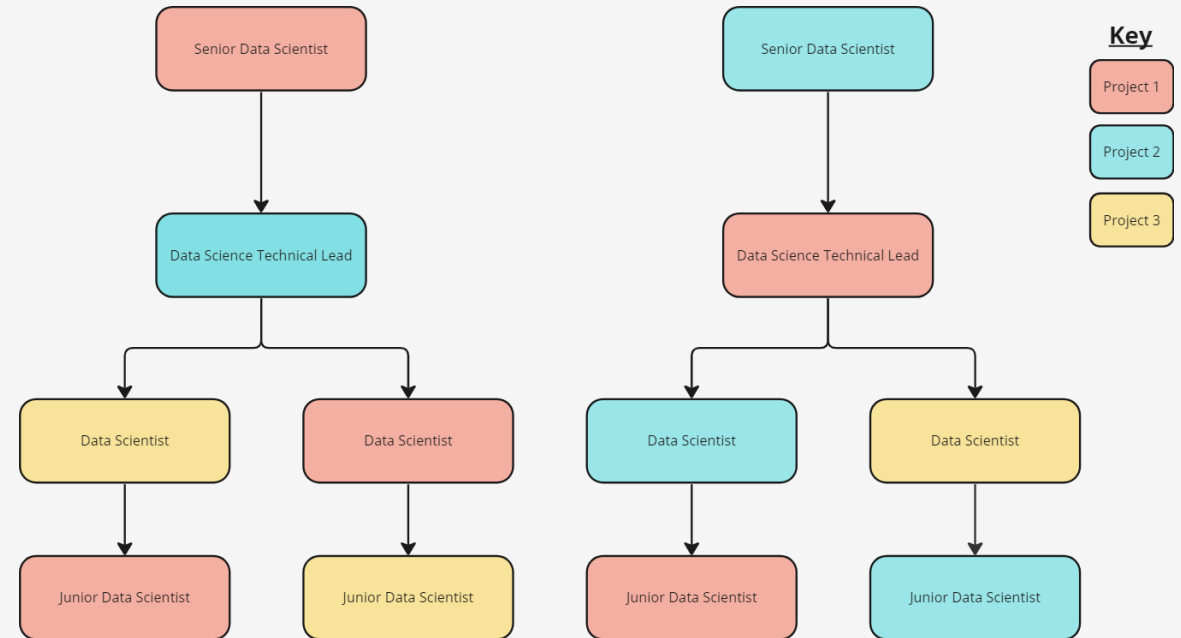 Senior Data Scientist
Senior Data Scientist
Key
Project 1
Project 2
Project 3
Data Science Technical Lead
Data Science Technical Lead
Data Scientist
Data Scientist
Data Scientist
Data Scientist
Junior Data Scientist
Junior Data Scientist
Junior Data Scientist
Junior Data Scientist